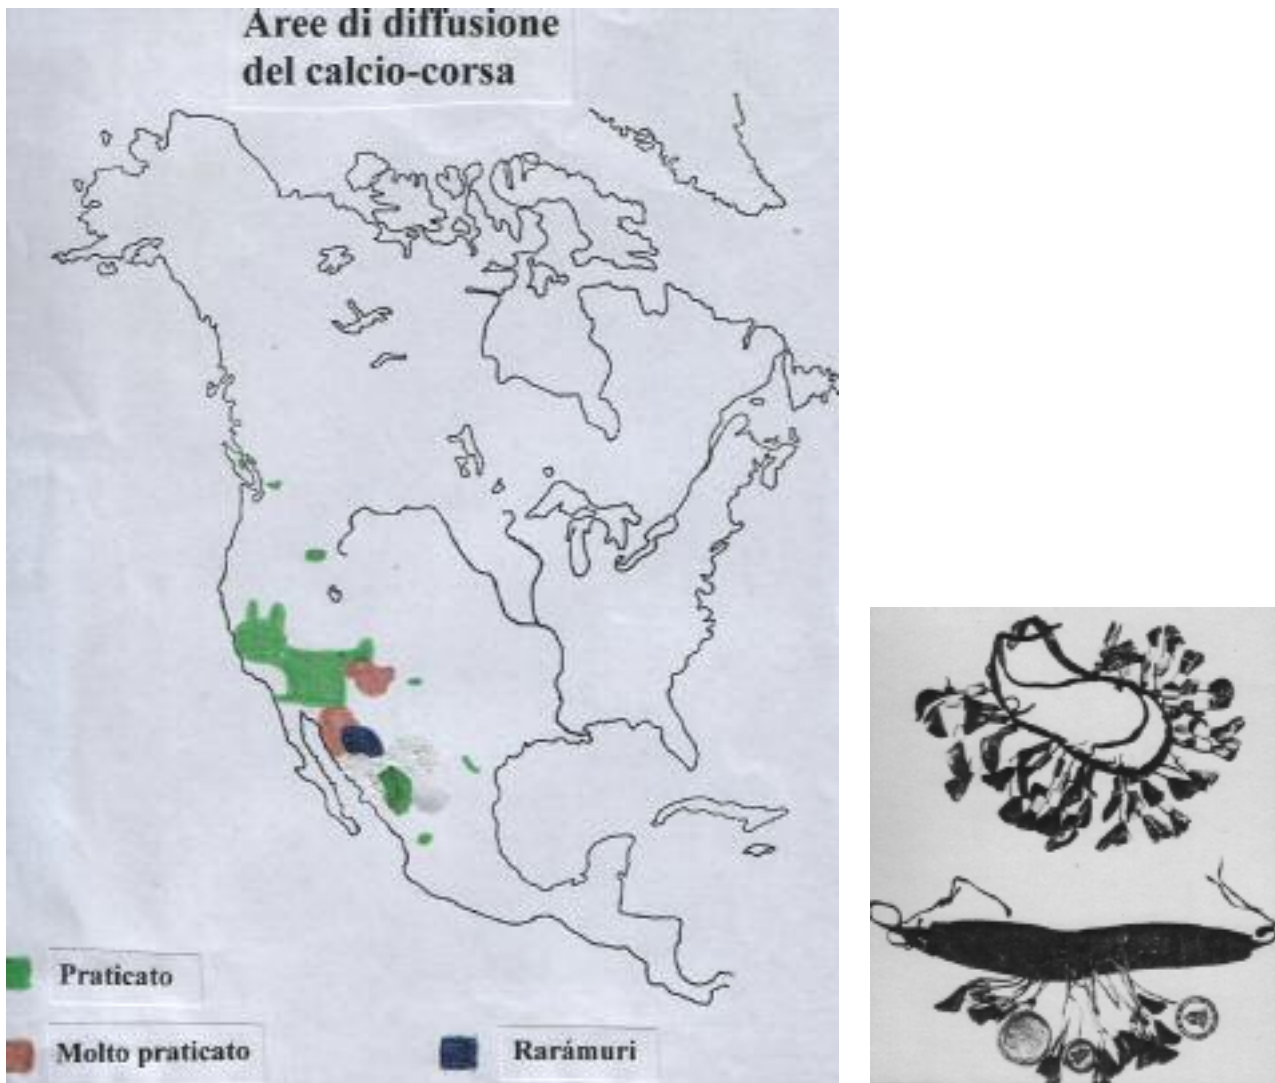 Aree di diffusione
del calcio-corsa
Praticato
Molto praticato
Rarámuri